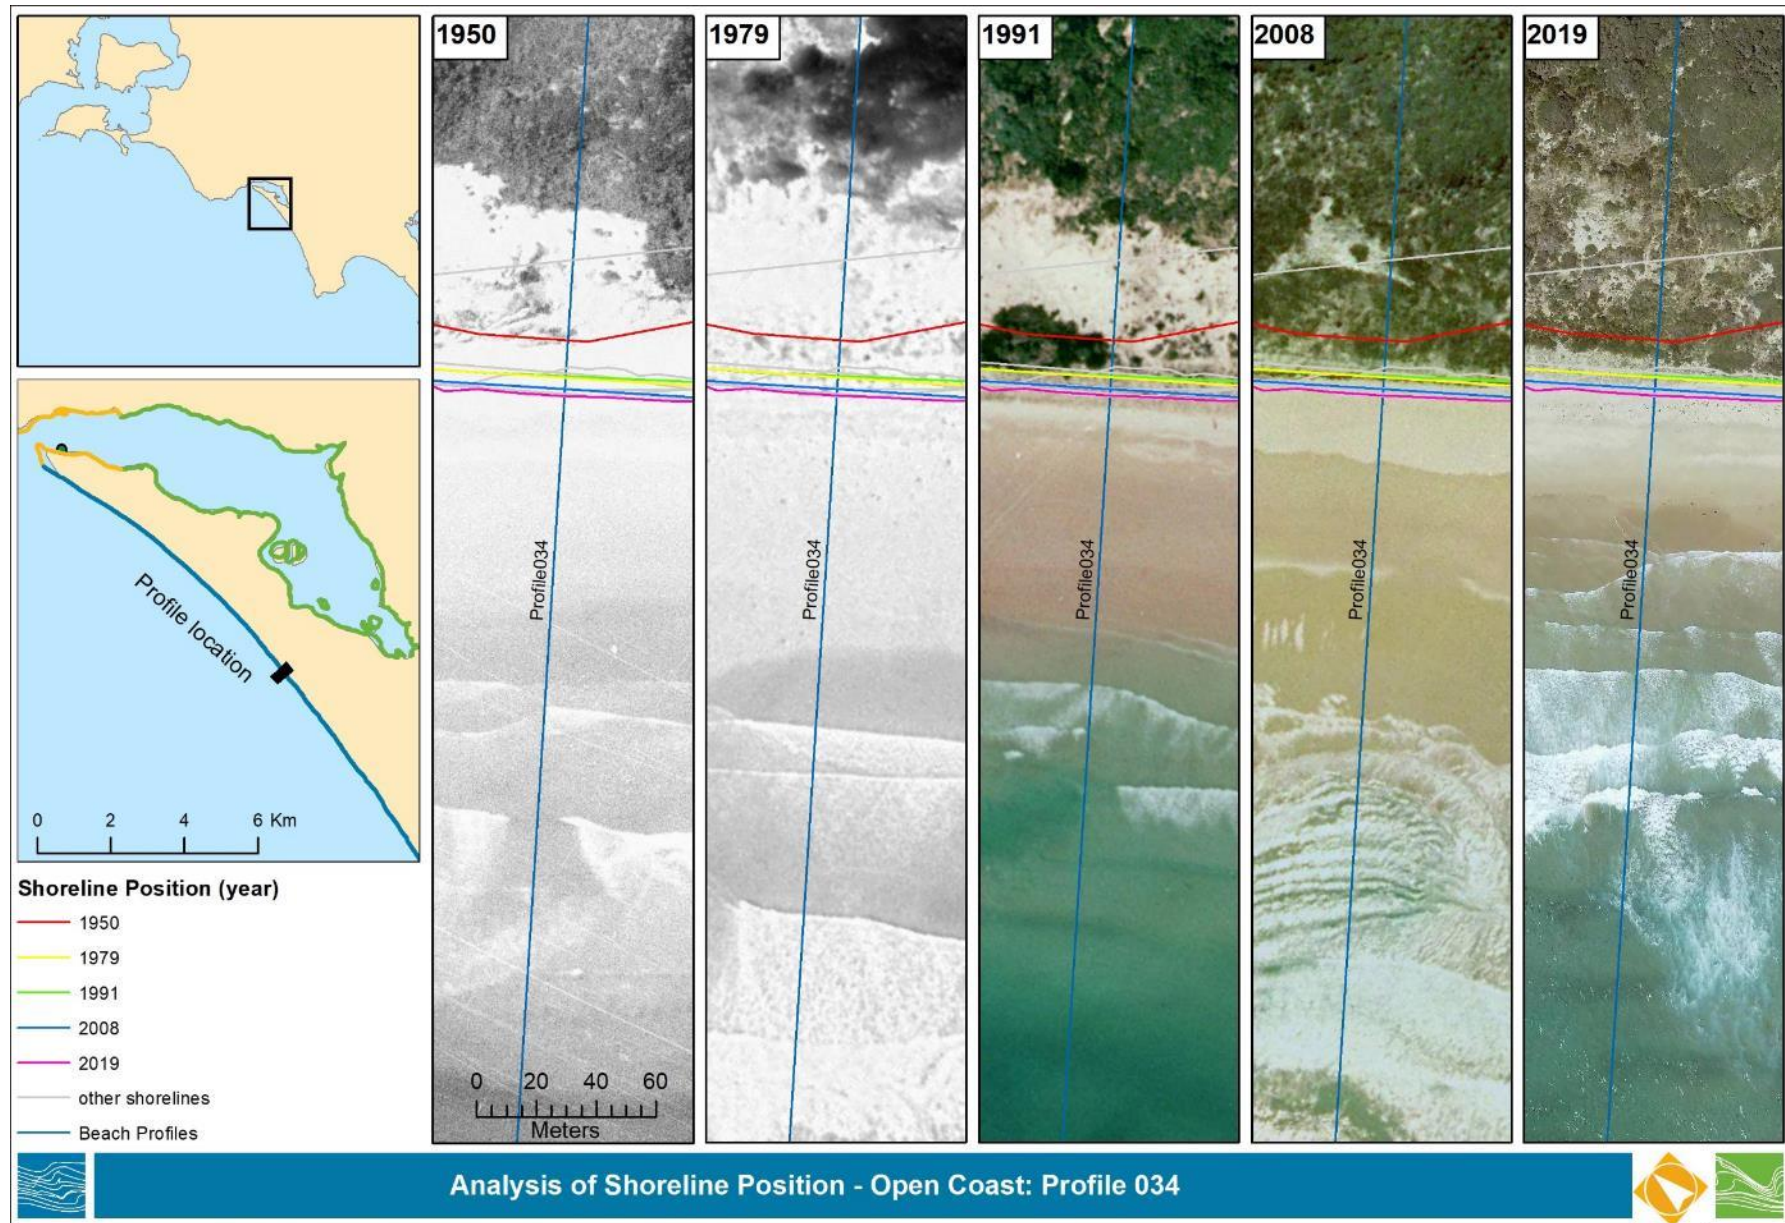 1950
1979
1991
2008
2019
Profile034
Profile034
Profile034
Profile034
Profile034
Profile location
0 2 4 6 Km
Shoreline Position (year)
1950
1979
1991
2008
2019
other shorelines
Beach Profiles
0 20 40 60
Meters
Analysis of Shoreline Position - Open Coast: Profile 034